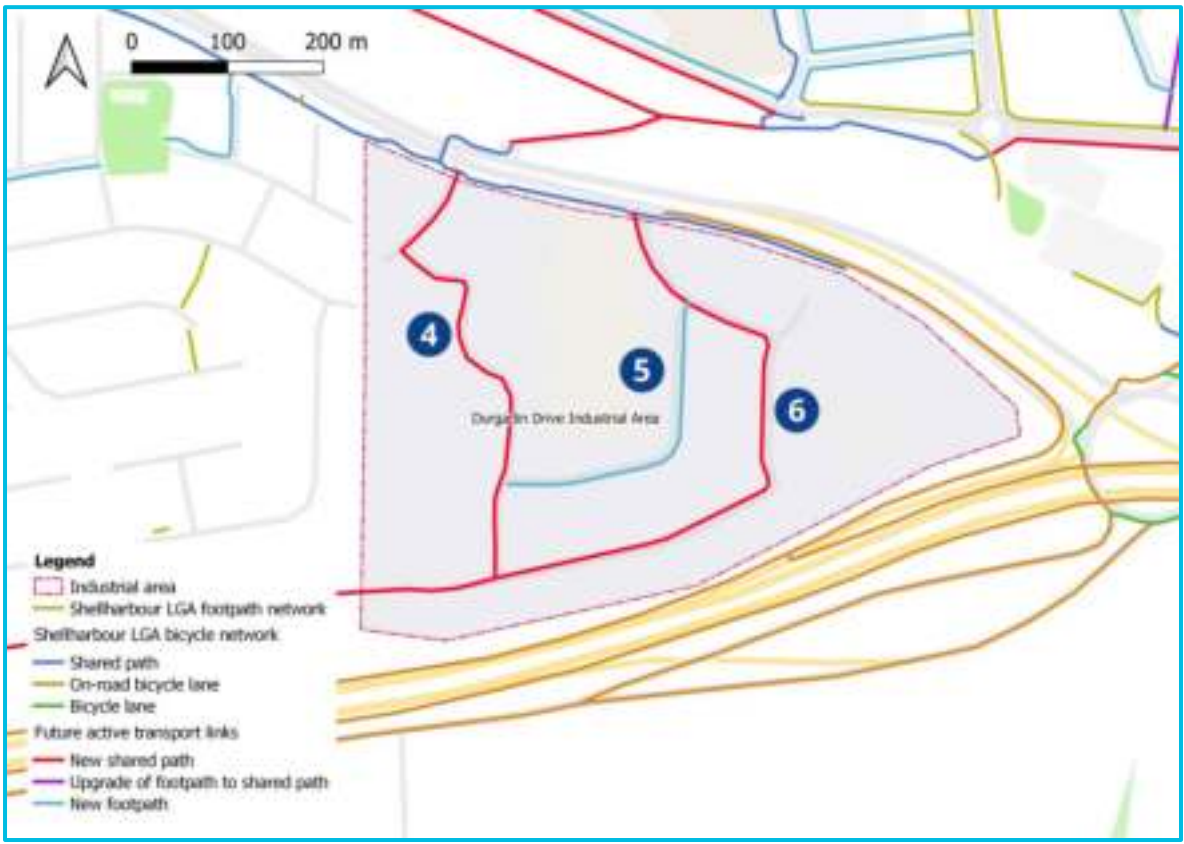 0 100 200 m
4
5
6
Durgadin Drive Industrial Area
Legend
Industrial area
Shellharbour LGA footpath network
Shellharbour LGA bicycle network
Shared path
On-road bicycle lane
Bicycle lane
Future active transport links
New shared path
Upgrade of footpath to shared path
New footpath